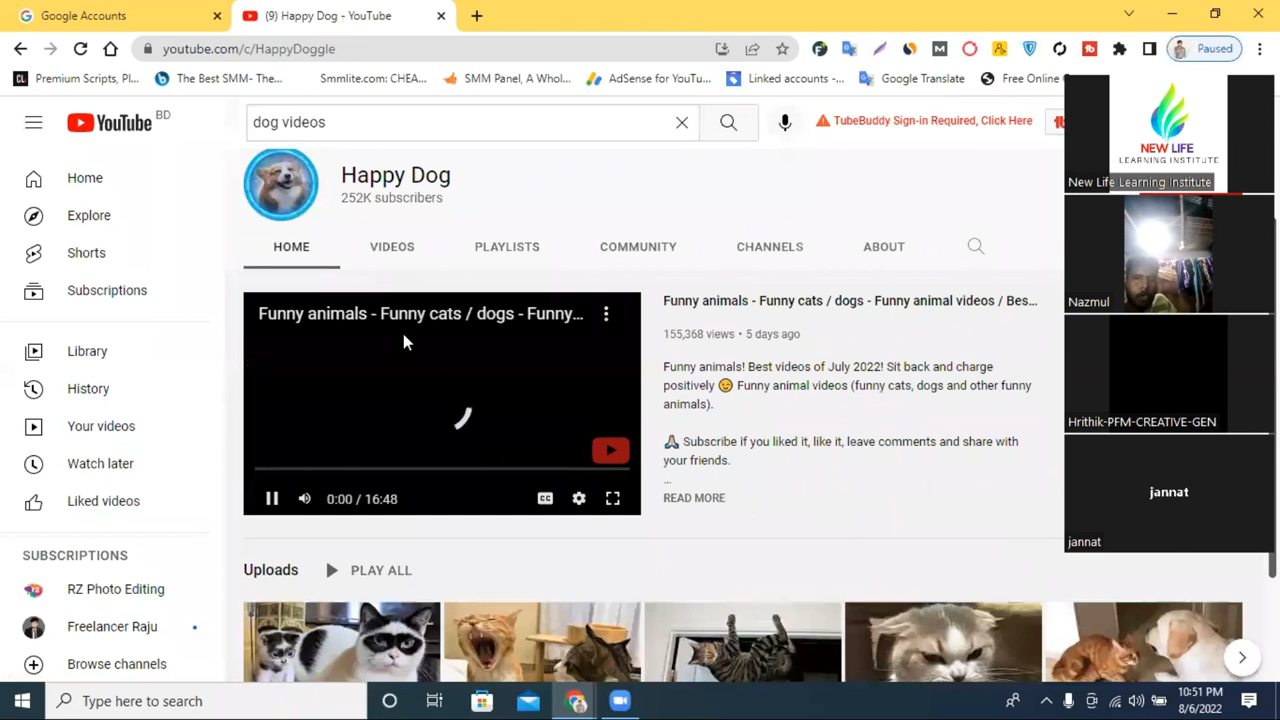 Google Accounts
(9) Happy Dog - YouTube
youtube.com/c/HappyDoggle
Paused
Premium Scripts, Pl...
The Best SMM- The...
Smmlite.com: CHEA...
SMM Panel, A Whol...
AdSense for YouTu...
Linked accounts -...
Google Translate
Free Online
YouTube
BD
dog videos
TubeBuddy Sign-in Required, Click Here
Home
Explore
Shorts
Subscriptions
Library
History
Your videos
Watch later
Liked videos
SUBSCRIPTIONS
RZ Photo Editing
Freelancer Raju
Browse channels
Happy Dog
252K subscribers
HOME
VIDEOS
PLAYLISTS
COMMUNITY
CHANNELS
ABOUT
Funny animals - Funny cats / dogs - Funny...
0:00 / 16:48
CC
Funny animals - Funny cats / dogs - Funny animal videos / Bes...
155,368 views • 5 days ago
Funny animals! Best videos of July 2022! Sit back and charge
positively 😉 Funny animal videos (funny cats, dogs and other funny
animals).
🙏 Subscribe if you liked it, like it, leave comments and share with
your friends.
...
READ MORE
Uploads
PLAY ALL
NEW LIFE
LEARNING INSTITUTE
New Life Learning Institute
Nazmul
Hrithik-PFM-CREATIVE-GEN
jannat
jannat
Type here to search
10:51 PM
8/6/2022